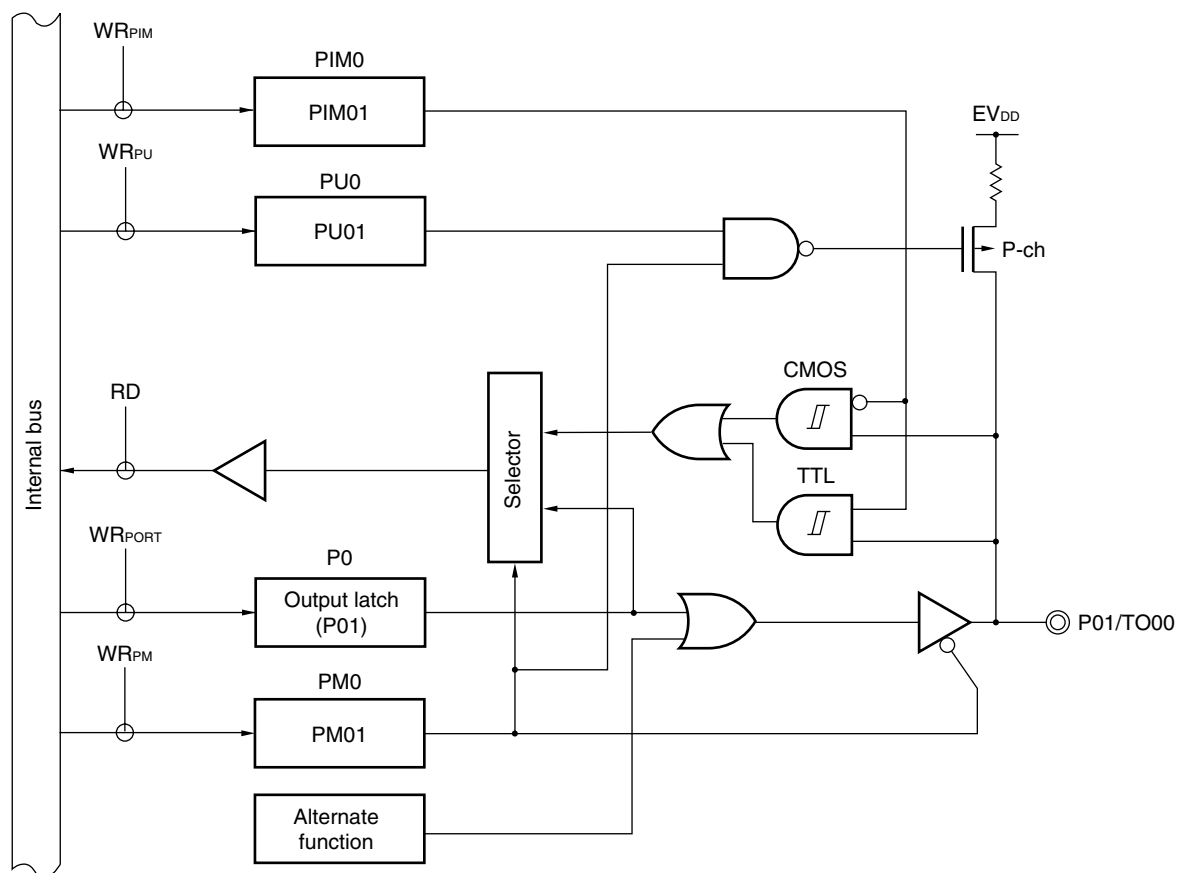 WRPIM
PIM0
PIM01
EVDD
WRPU
PU0
PU01
P-ch
CMOS
RD
Selector
TTL
Internal bus
WRPORT
P0
Output latch
(P01)
P01/TO00
WRPM
PM0
PM01
Alternate
function